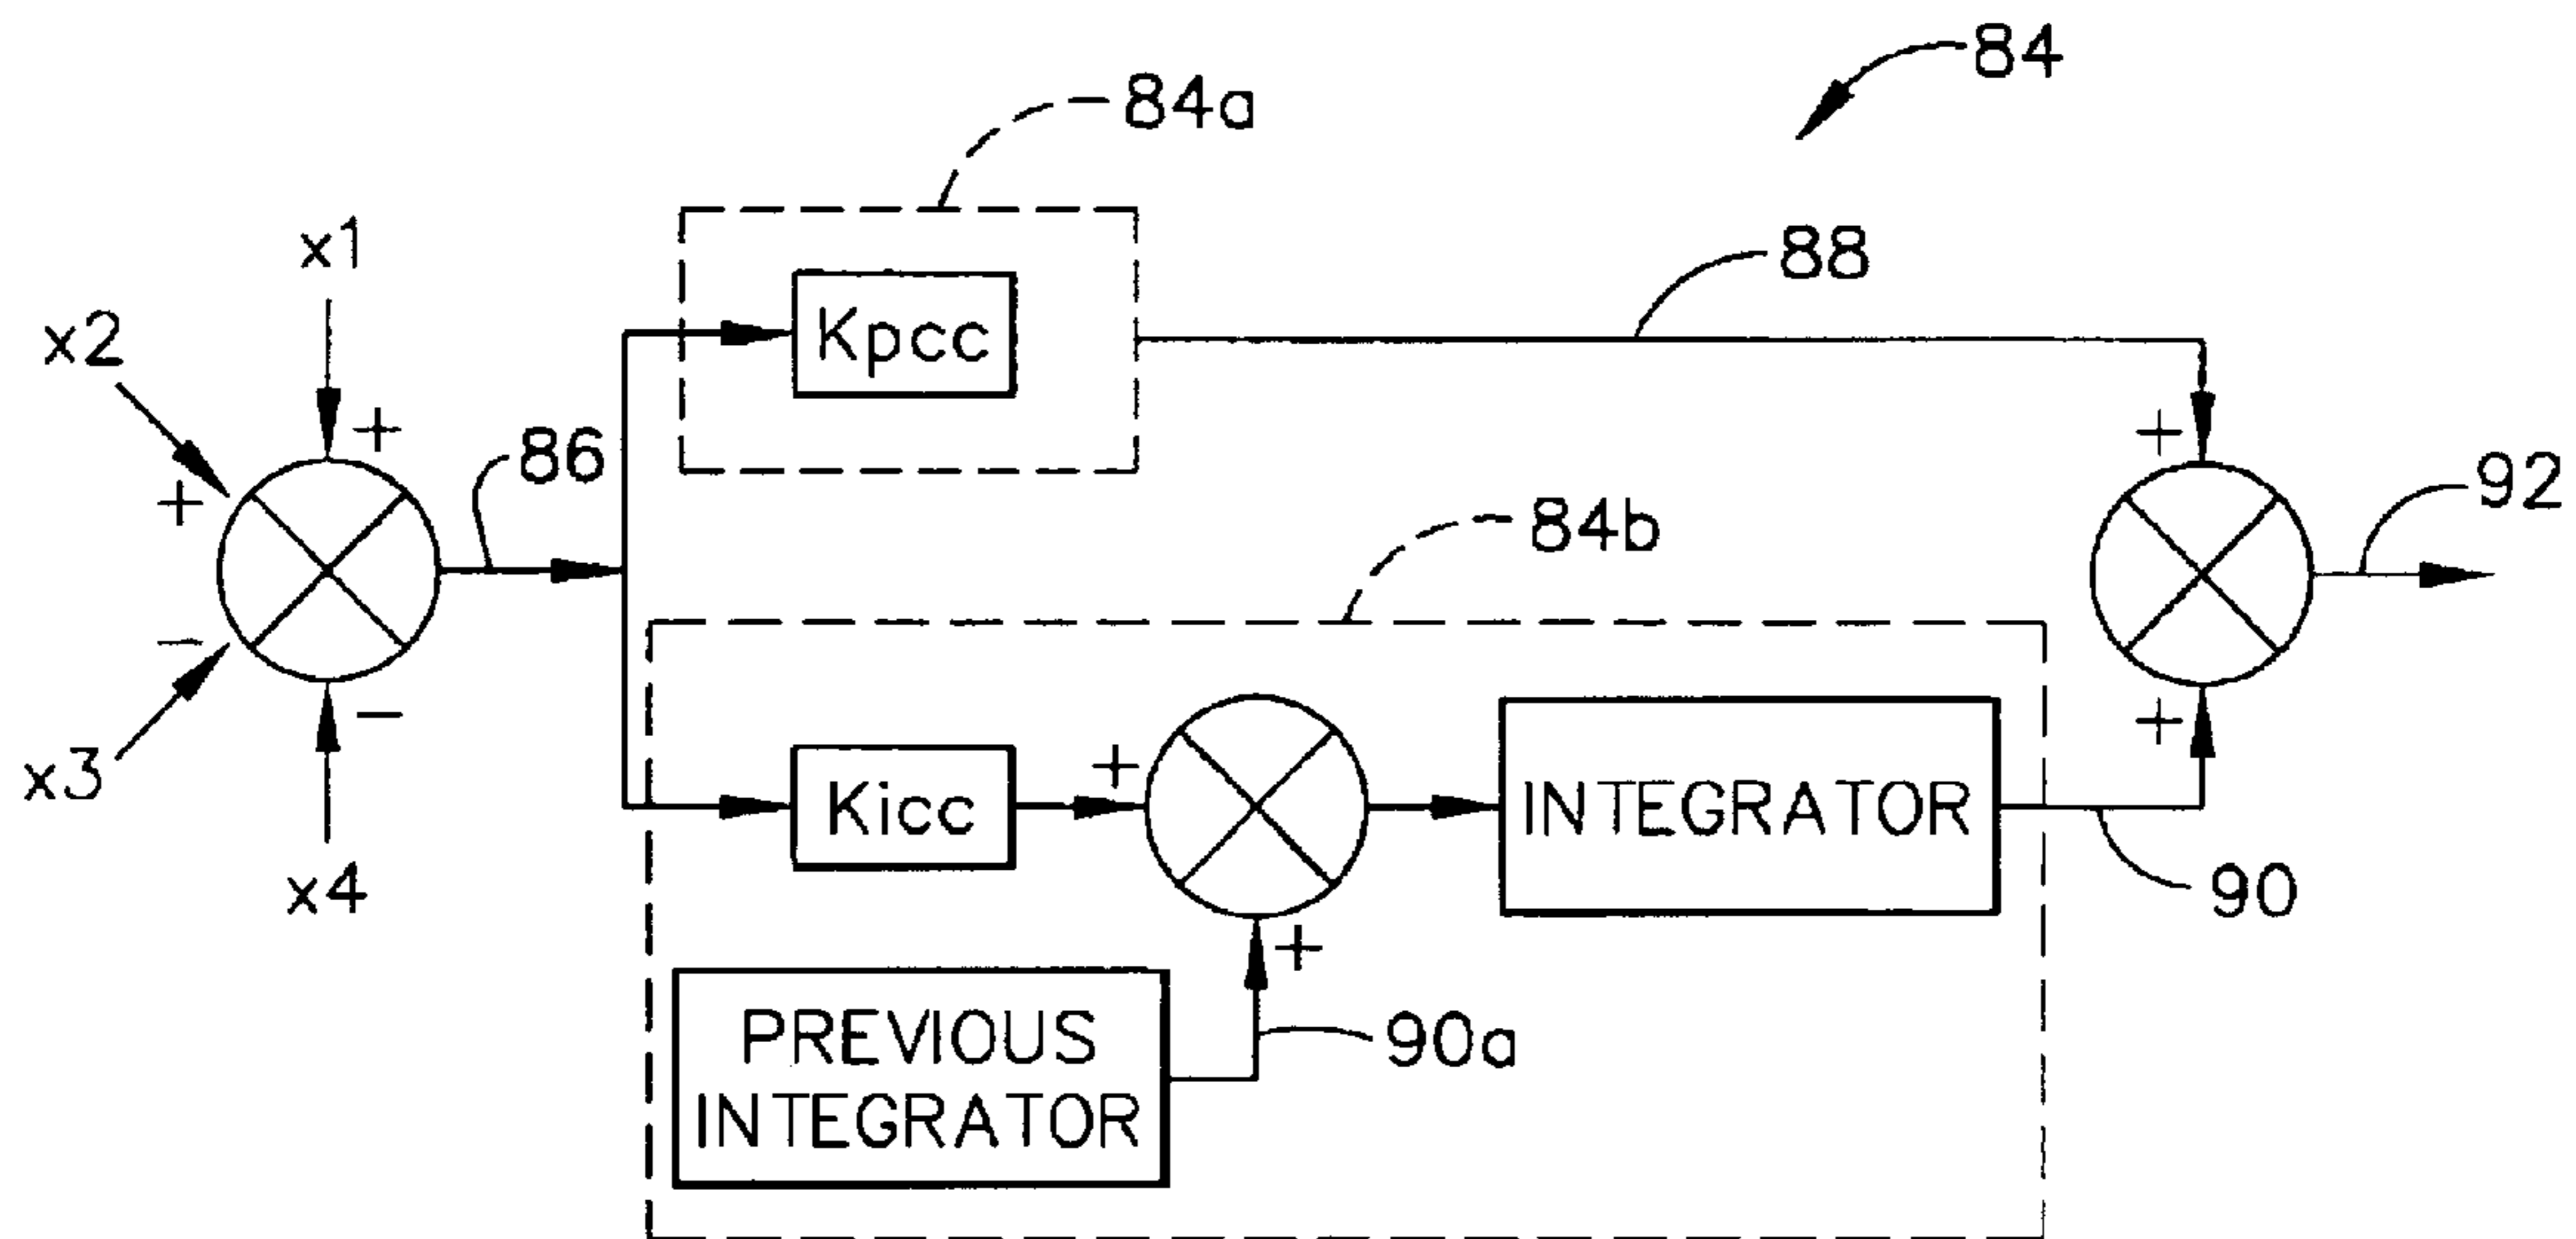 84
84a
x1
88
x2
+
Kpcc
+
86
+
92
+
84b
-
-
+
x3
+
Kicc
INTEGRATOR
x4
90
+
PREVIOUS
INTEGRATOR
90a